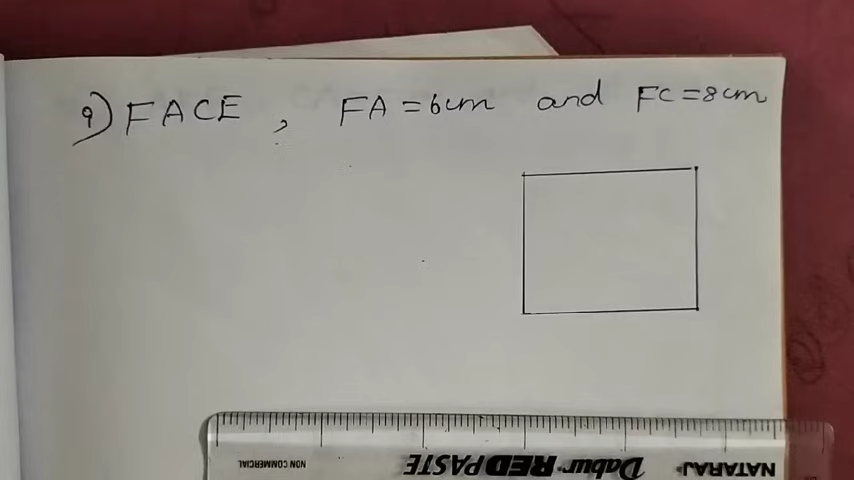 9) FACE, FA = 6cm and FC = 8cm
NON COMMERCIAL
Dabur RED PASTE
NATARAJ